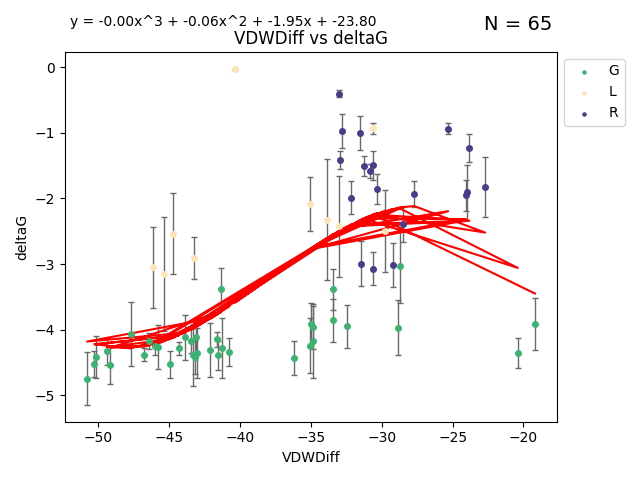 y = -0.00x^3 + -0.06x^2 + -1.95x + -23.80
N = 65
VDWDiff vs deltaG
G
L
R
deltaG
0
−1
−2
−3
−4
−5
−50
−45
−40
−35
−30
−25
−20
VDWDiff